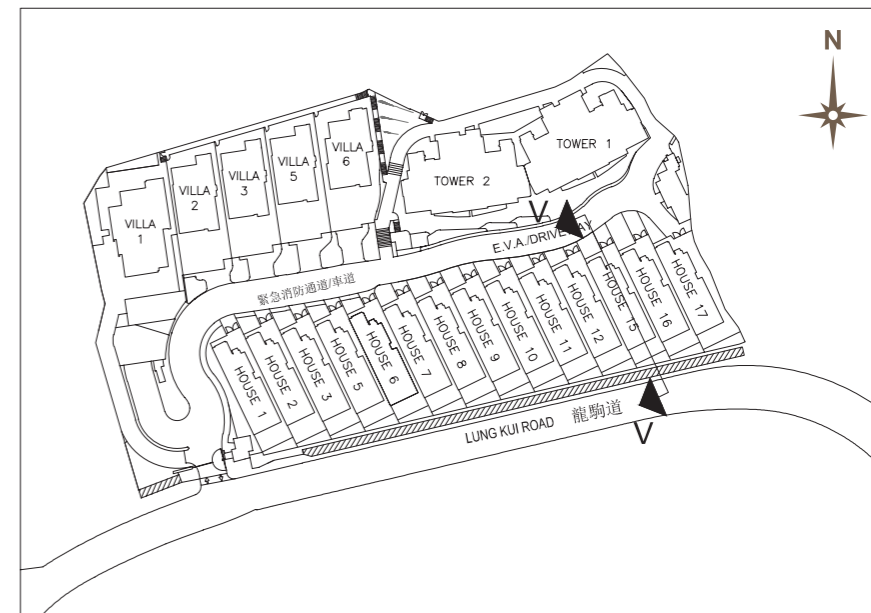 N
TOWER 1
TOWER 2
VILLA
6
VILLA
5
VILLA
3
VILLA
2
VILLA
1
V
E.V.A./DRIVEWAY
緊急消防通道/車道
HOUSE 1
HOUSE 2
HOUSE 3
HOUSE 5
HOUSE 6
HOUSE 7
HOUSE 8
HOUSE 9
HOUSE 10
HOUSE 11
HOUSE 12
HOUSE 15
HOUSE 16
HOUSE 17
LUNG KUI ROAD 龍駒道
V